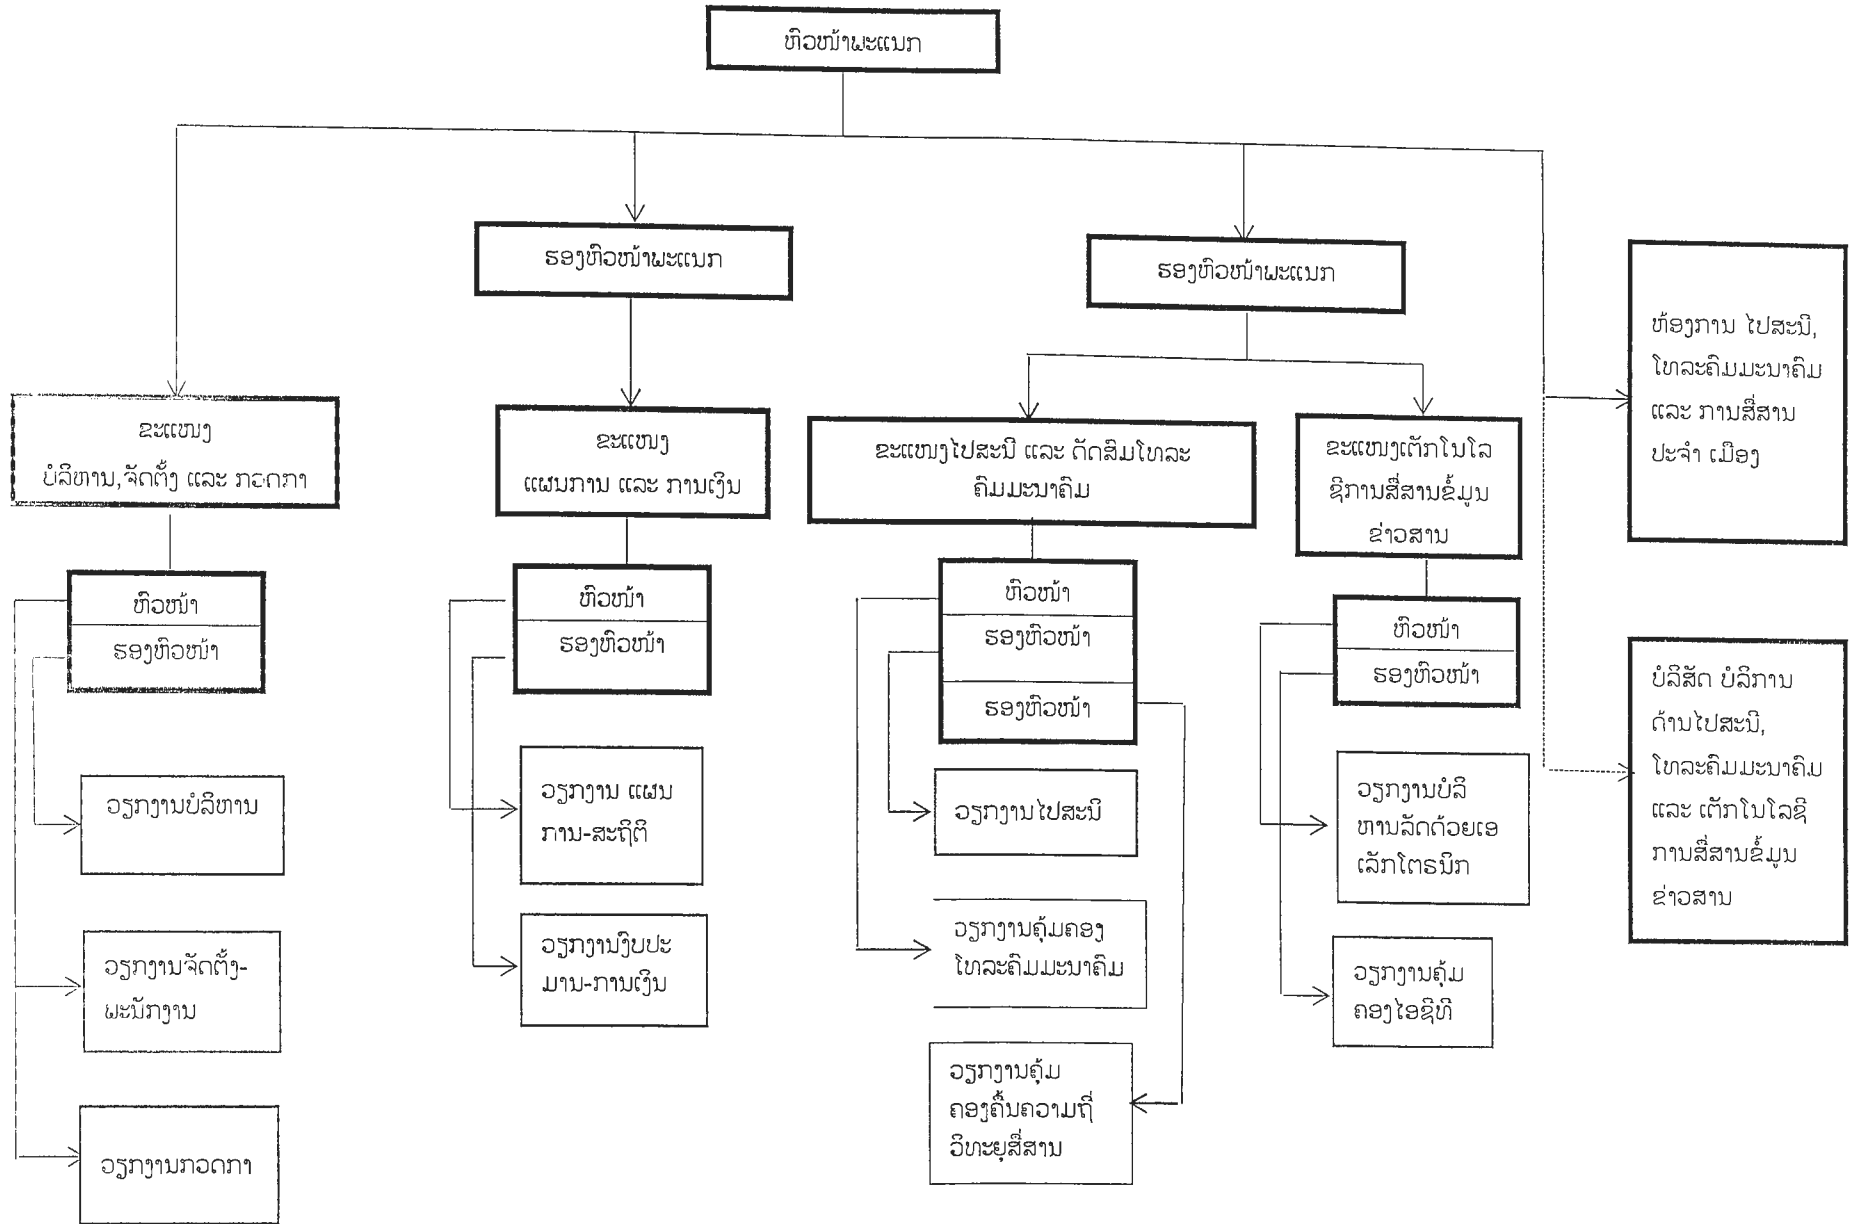 ຫົວໜ້າພະແນກ
ຮອງຫົວໜ້າພະແນກ
ຮອງຫົວໜ້າພະແນກ
ຫ້ອງການ ໄປສະນີ,
ໂທລະຄົມມະນາຄົມ
ແລະ ການສື່ສານ
ປະຈຳ ເມືອງ
ຂະແໜງ
ບໍລິຫານ,ຈັດຕັ້ງ ແລະ ກວດກາ
ຂະແໜງ
ແຜນການ ແລະ ການເງິນ
ຂະແໜງໄປສະນີ ແລະ ດັດສົມໂທລະ
ຄົມມະນາຄົມ
ຂະແໜງເຕັກໂນໂລ
ຊີການສື່ສານຂໍ້ມູນ
ຂ່າວສານ
ຫົວໜ້າ
ຮອງຫົວໜ້າ
ຫົວໜ້າ
ຮອງຫົວໜ້າ
ຫົວໜ້າ
ຮອງຫົວໜ້າ
ຮອງຫົວໜ້າ
ຫົວໜ້າ
ຮອງຫົວໜ້າ
ບໍລິສັດ ບໍລິການ
ດ້ານໄປສະນີ,
ໂທລະຄົມມະນາຄົມ
ແລະ ເຕັກໂນໂລຊີ
ການສື່ສານຂໍ້ມູນ
ຂ່າວສານ
ວຽກງານບໍລິຫານ
ວຽກງານຈັດຕັ້ງ-
ພະນັກງານ
ວຽກງານກວດກາ
ວຽກງານ ແຜນ
ການ-ສະຖິຕິ
ວຽກງານງົບປະ
ມານ-ການເງິນ
ວຽກງານໄປສະນີ
ວຽກງານຄຸ້ມຄອງ
ໂທລະຄົມມະນາຄົມ
ວຽກງານຄຸ້ມ
ຄອງຄື້ນຄວາມຖີ່
ວິທະຍຸສື່ສານ
ວຽກງານບໍລິ
ຫານລັດດ້ວຍເອ
ເລັກໂຕຣນິກ
ວຽກງານຄຸ້ມ
ຄອງໄອຊີທີ